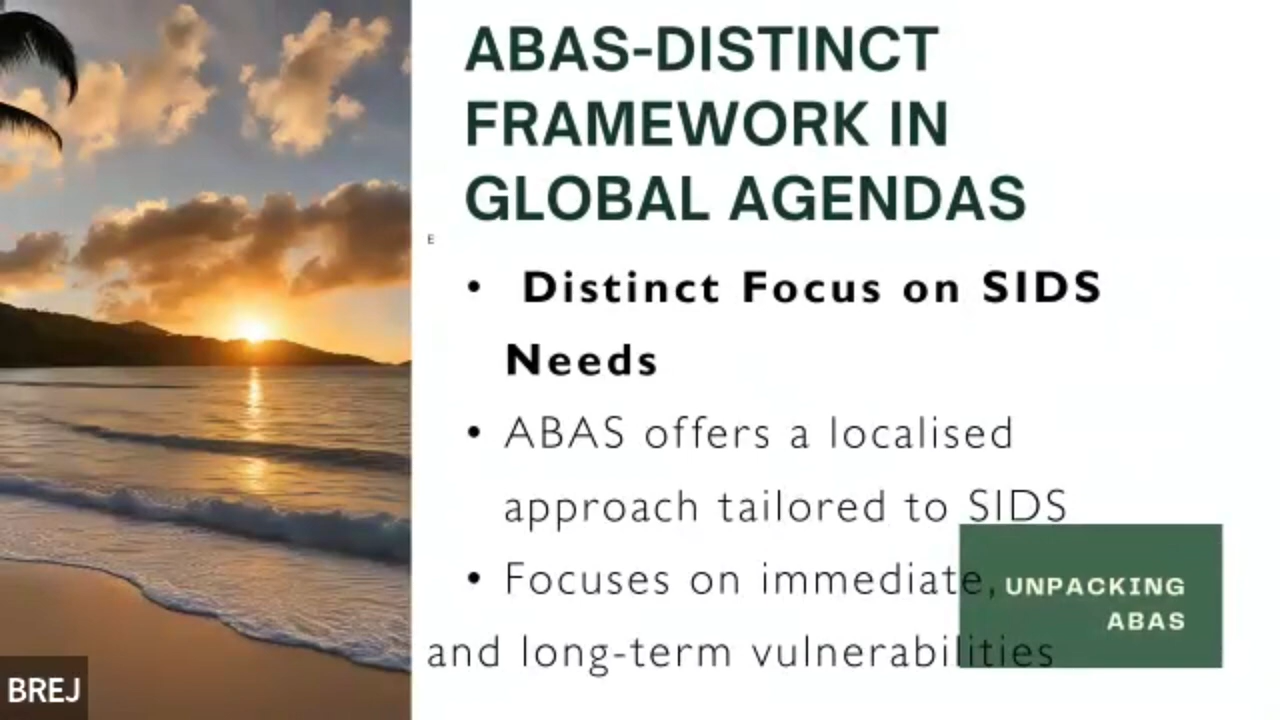 ABAS-DISTINCT
FRAMEWORK IN
GLOBAL AGENDAS
E
• Distinct Focus on SIDS
Needs
• ABAS offers a localised
approach tailored to SIDS
• Focuses on immediate,
and long-term vulnerabilities
UNPACKING
ABAS
BREJ